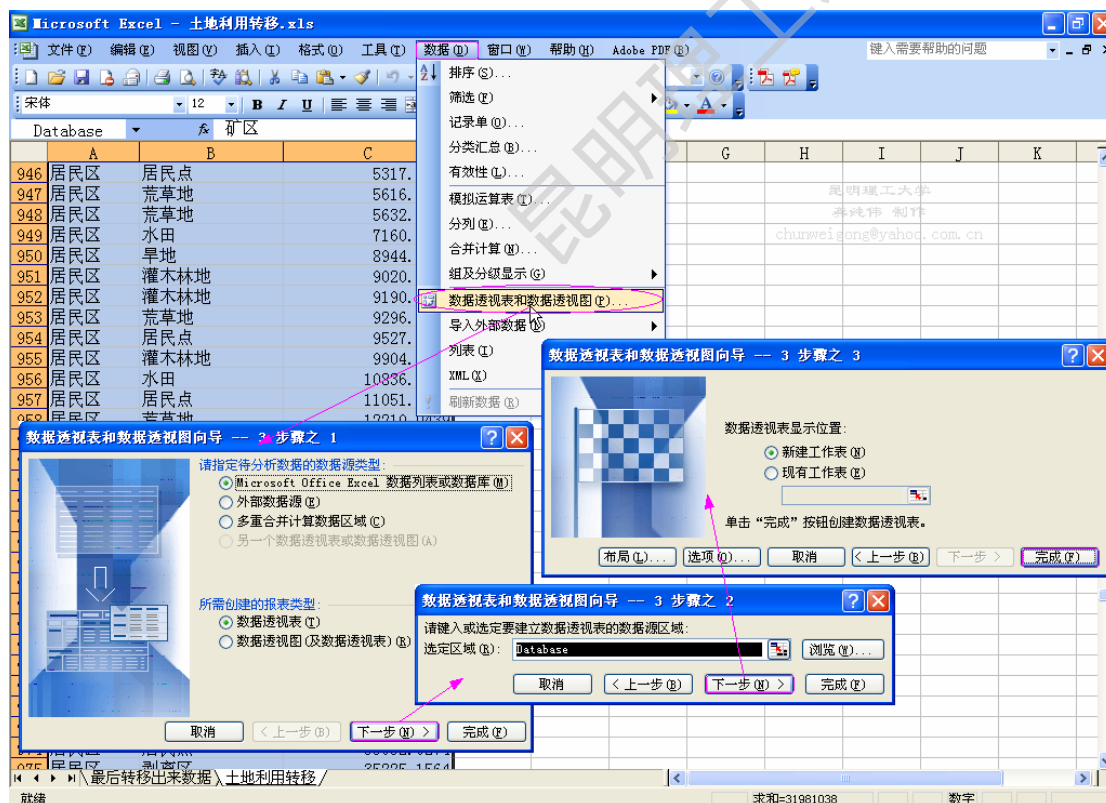 Microsoft Excel - 土地利用转移.xls
文件(F) 编辑(E) 视图(V) 插入(I) 格式(O) 工具(T) 数据(D) 窗口(W) 帮助(H) Adobe PDF(B) 键入需要帮助的问题
宋体 12 B I U
Database fx 矿区
A B C G H I J K
946 居民区 居民点 5317.
947 居民区 荒草地 5616.
948 居民区 荒草地 5632.
949 居民区 水田 7160.
950 居民区 旱地 8944.
951 居民区 灌木林地 9020.
952 居民区 灌木林地 9190.
953 居民区 荒草地 9296.
954 居民区 居民点 9527.
955 居民区 灌木林地 9904.
956 居民区 水田 10836.
957 居民区 居民点 11051.
958 居民区 荒草地
排序(S)...
筛选(F)
记录单(O)...
分类汇总(B)...
有效性(L)...
模拟运算表(T)...
分列(E)...
合并计算(N)...
组及分级显示(G)
数据透视表和数据透视图(P)...
导入外部数据(D)
列表(I)
XML(X)
刷新数据(R)
昆明理工
昆明理工大学
龚纯伟 制作
chunweigong@yahoo.com.cn
数据透视表和数据透视图向导 -- 3 步骤之 1
请指定待分析数据的数据源类型:
Microsoft Office Excel 数据列表或数据库(M)
外部数据源(E)
多重合并计算数据区域(C)
另一个数据透视表或数据透视图(A)
所需创建的报表类型:
数据透视表(T)
数据透视图(及数据透视表)(R)
取消 < 上一步(B) 下一步(N) > 完成(F)
数据透视表和数据透视图向导 -- 3 步骤之 2
请键入或选定要建立数据透视表的数据源区域:
选定区域(R): Database 浏览(W)...
取消 < 上一步(B) 下一步(N) > 完成(F)
数据透视表和数据透视图向导 -- 3 步骤之 3
数据透视表显示位置:
新建工作表(N)
现有工作表(E)
单击“完成”按钮创建数据透视表。
布局(L)... 选项(O)... 取消 < 上一步(B) 下一步 > 完成(F)
975 居民区 剥离区 35225.1564
最后转移出来数据 土地利用转移
就绪 求和=31981038 数字